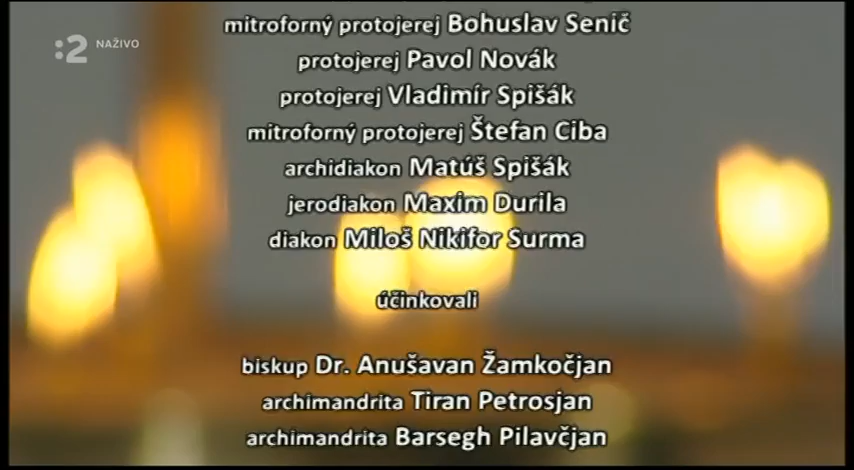 mitroforný protojerej Bohuslav Senič
:2 NAŽIVO
protojerej Pavol Novák
protojerej Vladimír Spišák
mitroforný protojerej Štefan Ciba
archidiakon Matúš Spišák
jerodiakon Maxim Durila
diakon Miloš Nikifor Surma
účinkovali
biskup Dr. Anušavan Žamkočjan
archimandrita Tiran Petrosjan
archimandrita Barsegh Pilavčjan